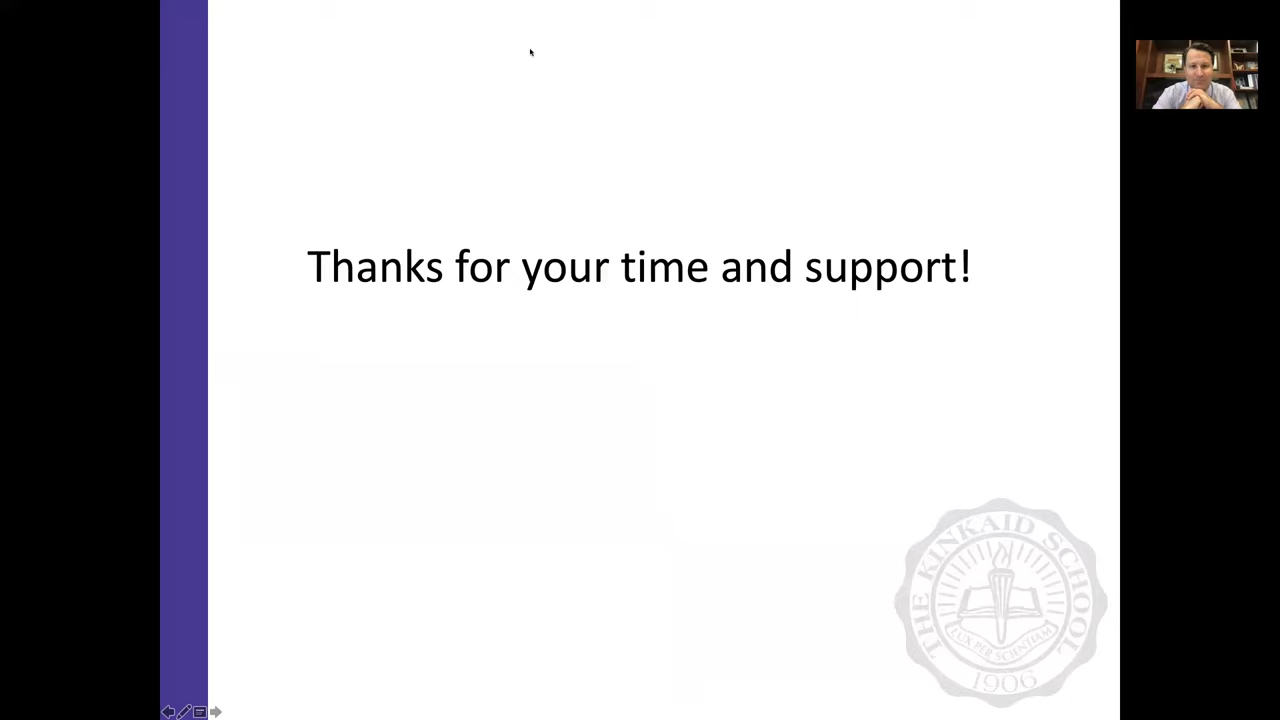 Thanks for your time and support!
THE KINKAID SCHOOL
LUX PER SCIENTIAM
1906